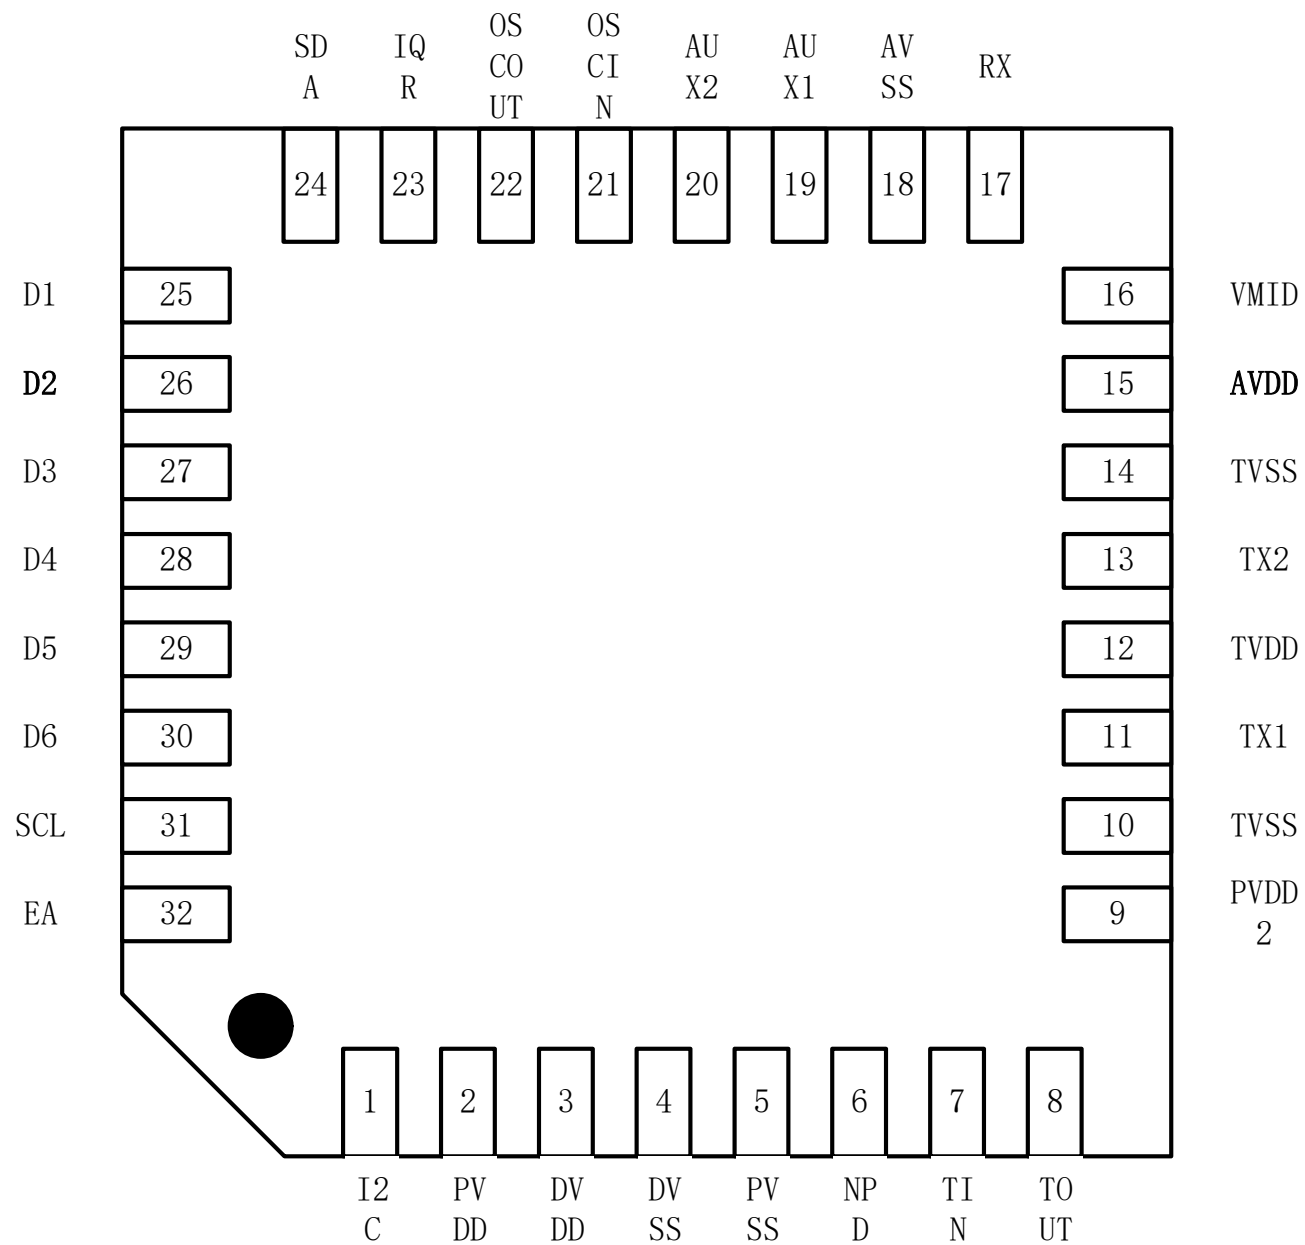 SD
A
IQ
R
OS
CO
UT
OS
CI
N
AU
X2
AU
X1
AV
SS
RX
24
23
22
21
20
19
18
17
D1
25
16
VMID
D2
26
15
AVDD
D3
27
14
TVSS
D4
28
13
TX2
D5
29
12
TVDD
D6
30
11
TX1
SCL
31
10
TVSS
EA
32
9
PVDD
2
1
2
3
4
5
6
7
8
I2
C
PV
DD
DV
DD
DV
SS
PV
SS
NP
D
TI
N
TO
UT